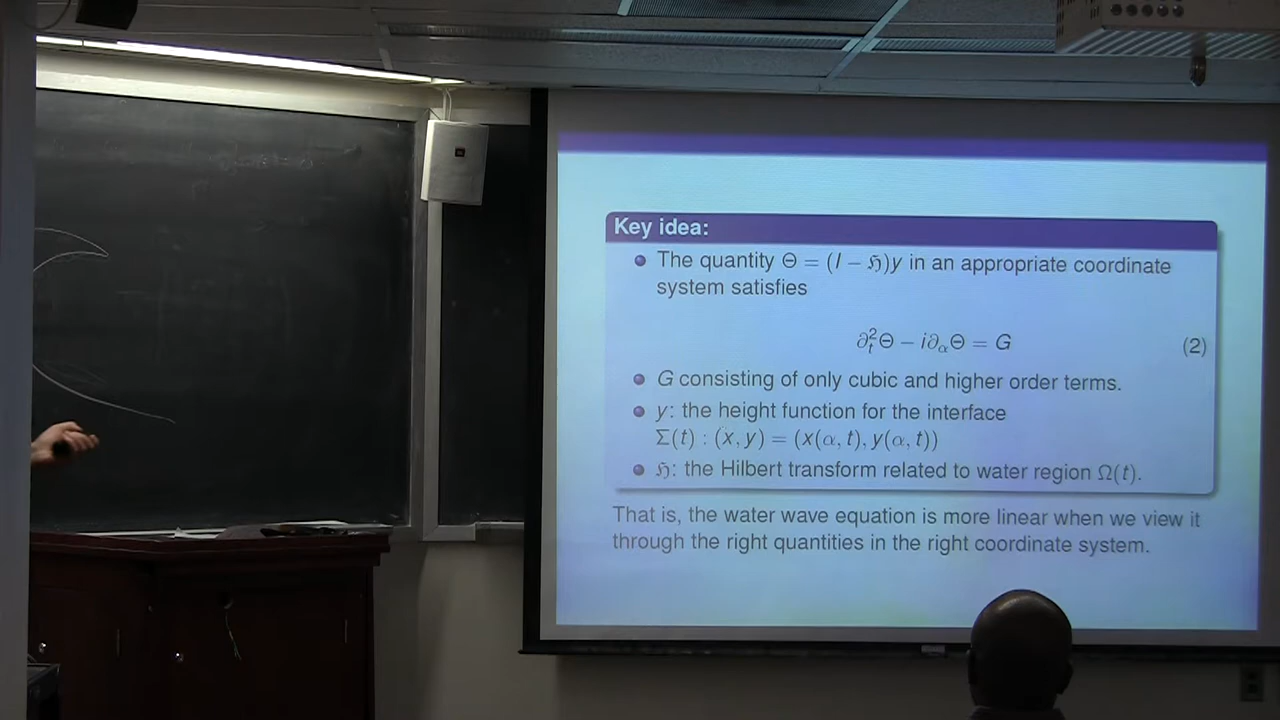 Key idea:
The quantity Θ = (I − ℌ)y in an appropriate coordinate
system satisfies
∂²ₜΘ − i∂_αΘ = G (2)
G consisting of only cubic and higher order terms.
y: the height function for the interface
Σ(t) : (x, y) = (x(α, t), y(α, t))
ℌ: the Hilbert transform related to water region Ω(t).
That is, the water wave equation is more linear when we view it
through the right quantities in the right coordinate system.